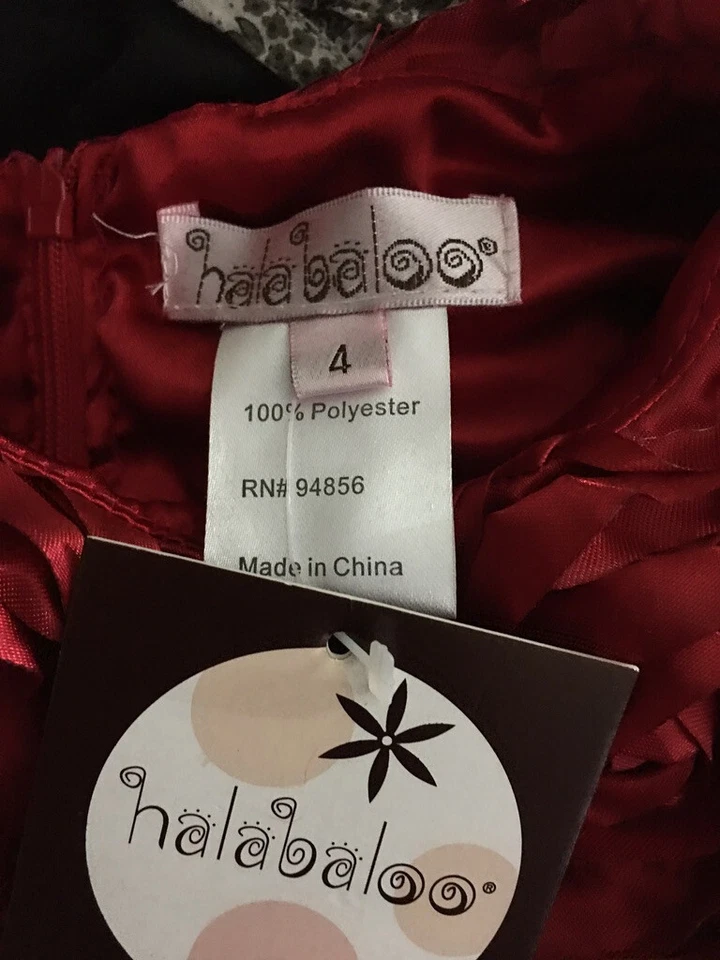 halabaloo®
4
100% Polyester
RN# 94856
Made in China
halabaloo®